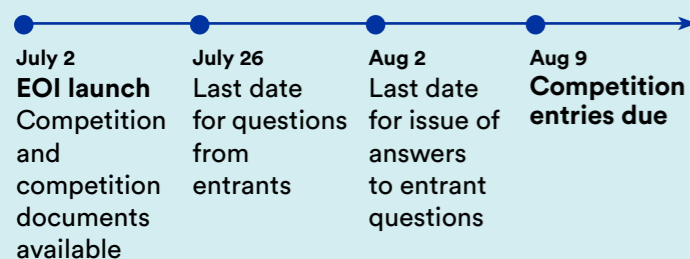 July 2
EOI launch
Competition
and
competition
documents
available
July 26
Last date
for questions
from
entrants
Aug 2
Last date
for issue of
answers
to entrant
questions
Aug 9
Competition
entries due